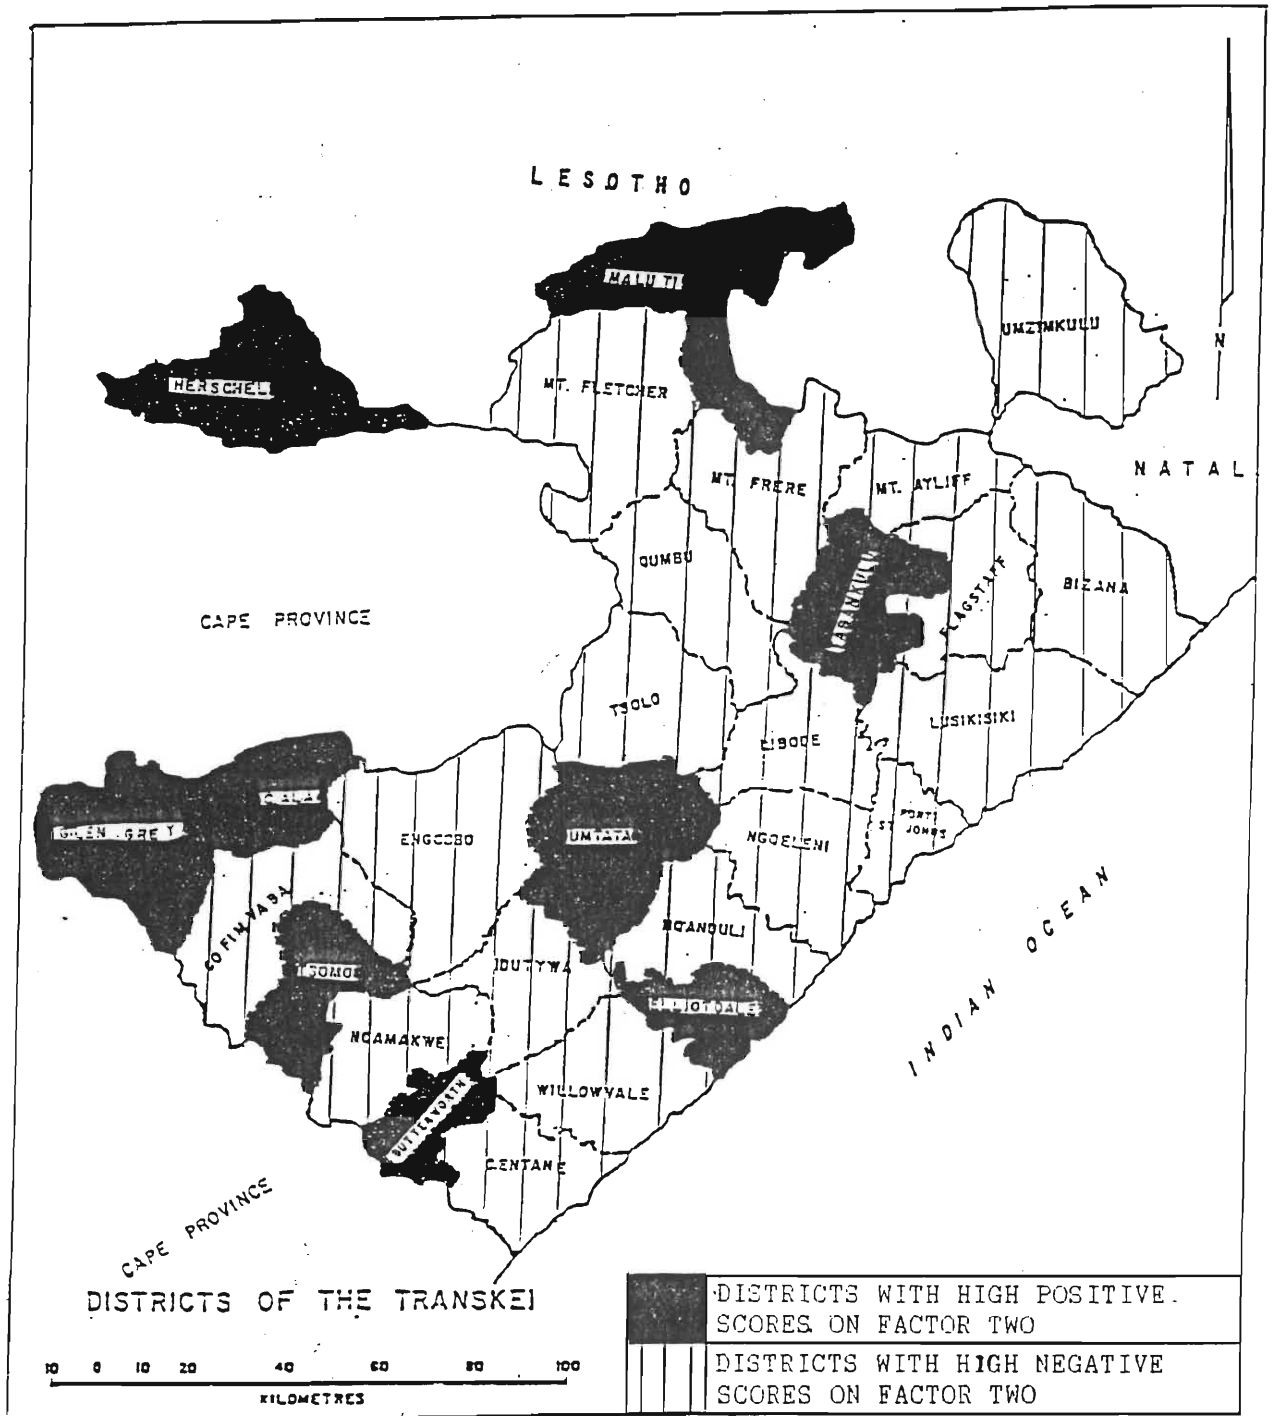 LESOTHO
MALUTI
UMZIMKULU
N
HERSCHEL
MT. FLETCHER
NATAL
MT. FRERE
MT. AYLIFF
QUMBU
TABANKULU
FLAGSTAFF
BIZANA
CAPE PROVINCE
TSOLO
LIBODE
LUSIKISIKI
CALA
GLEN GREY
ENGCOBO
UMTATA
NGQELENI
PORT
ST. JOHNS
COFIMVABA
MQANDULI
INDIAN OCEAN
TSOMO
IDUTYWA
ELLIOTDALE
NQAMAKWE
BUTTERWORTH
WILLOWVALE
CENTANE
CAPE PROVINCE
DISTRICTS OF THE TRANSKEI
10 0 10 20 40 60 80 100
KILOMETRES
DISTRICTS WITH HIGH POSITIVE
SCORES ON FACTOR TWO
DISTRICTS WITH HIGH NEGATIVE
SCORES ON FACTOR TWO